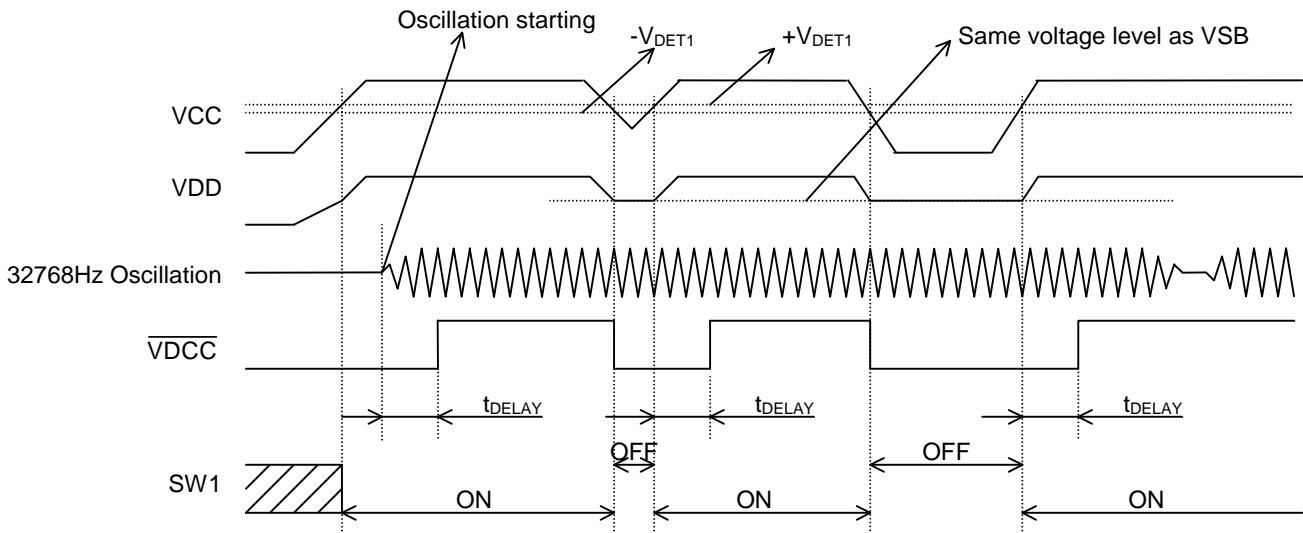 Oscillation starting
-VDET1
+VDET1
Same voltage level as VSB
VCC
VDD
32768Hz Oscillation
VDCC
tDELAY
tDELAY
tDELAY
OFF
OFF
SW1
ON
ON
ON